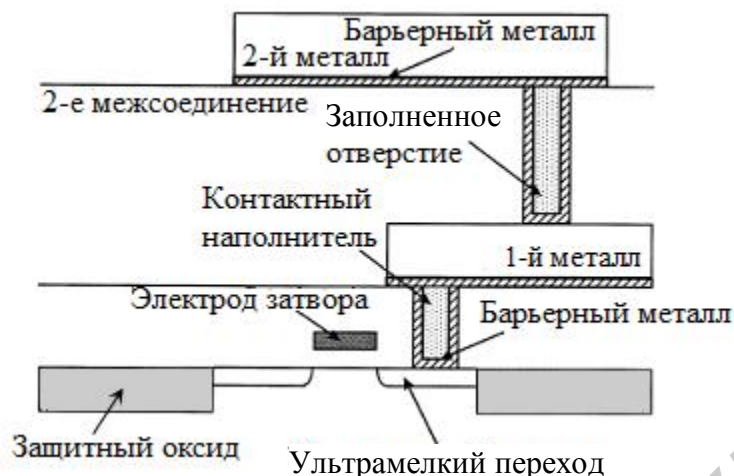 Барьерный металл
2-й металл
2-е межсоединение
Заполненное
отверстие
Контактный
наполнитель
1-й металл
Электрод затвора
Барьерный металл
Защитный оксид
Ультрамелкий переход